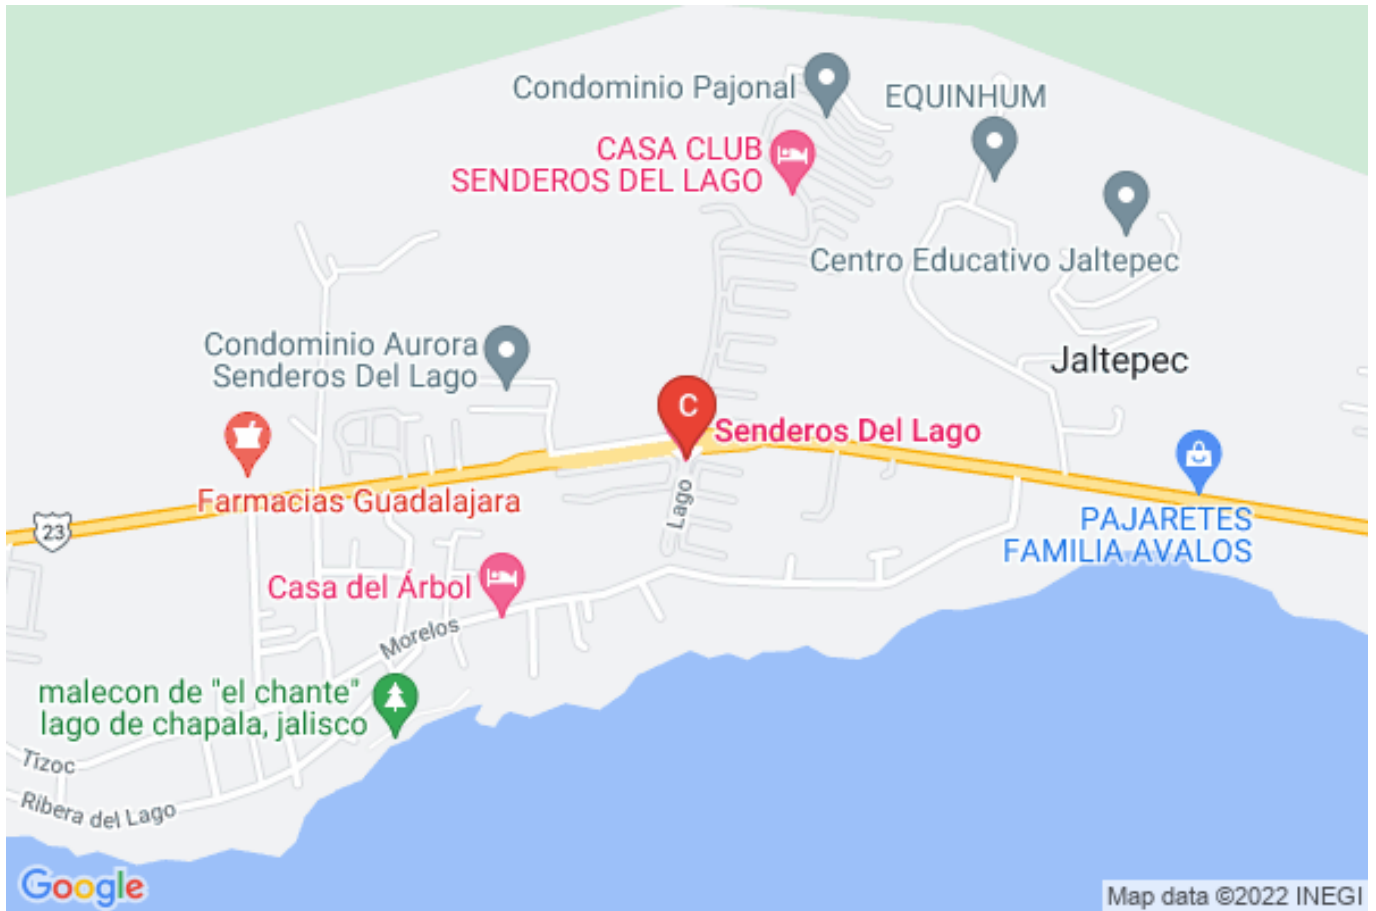 Condominio Pajonal
EQUINHUM
CASA CLUB
SENDEROS DEL LAGO
Centro Educativo Jaltepec
Condominio Aurora
Senderos Del Lago
Jaltepec
C
Senderos Del Lago
Farmacias Guadalajara
Lago
23
PAJARETES
FAMILIA AVALOS
Casa del Árbol
Morelos
malecon de "el chante"
lago de chapala, jalisco
Tizoc
Ribera del Lago
Google
Map data ©2022 INEGI